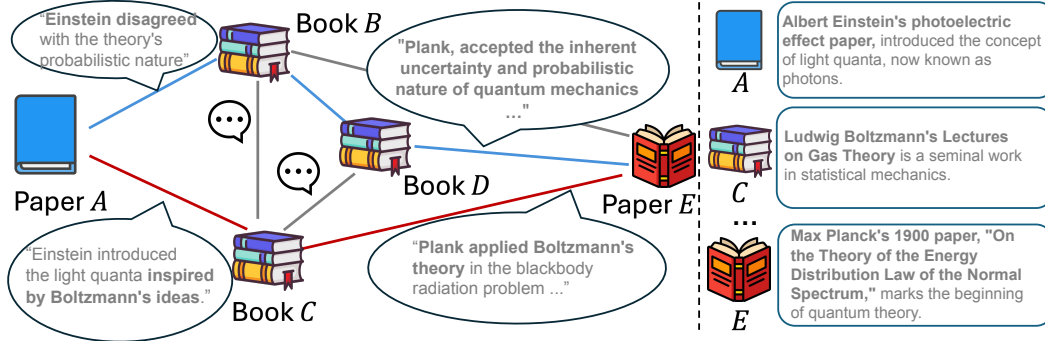 “Einstein disagreed
with the theory's
probabilistic nature”
Book B
"Plank, accepted the inherent
uncertainty and probabilistic
nature of quantum mechanics
..."
Paper A
Book D
Paper E
“Einstein introduced
the light quanta inspired
by Boltzmann's ideas.”
Book C
“Plank applied Boltzmann's
theory in the blackbody
radiation problem ...”
Albert Einstein's photoelectric
effect paper, introduced the concept
of light quanta, now known as
photons.
A
Ludwig Boltzmann's Lectures
on Gas Theory is a seminal work
in statistical mechanics.
C
...
Max Planck's 1900 paper, "On
the Theory of the Energy
Distribution Law of the Normal
Spectrum," marks the beginning
of quantum theory.
E